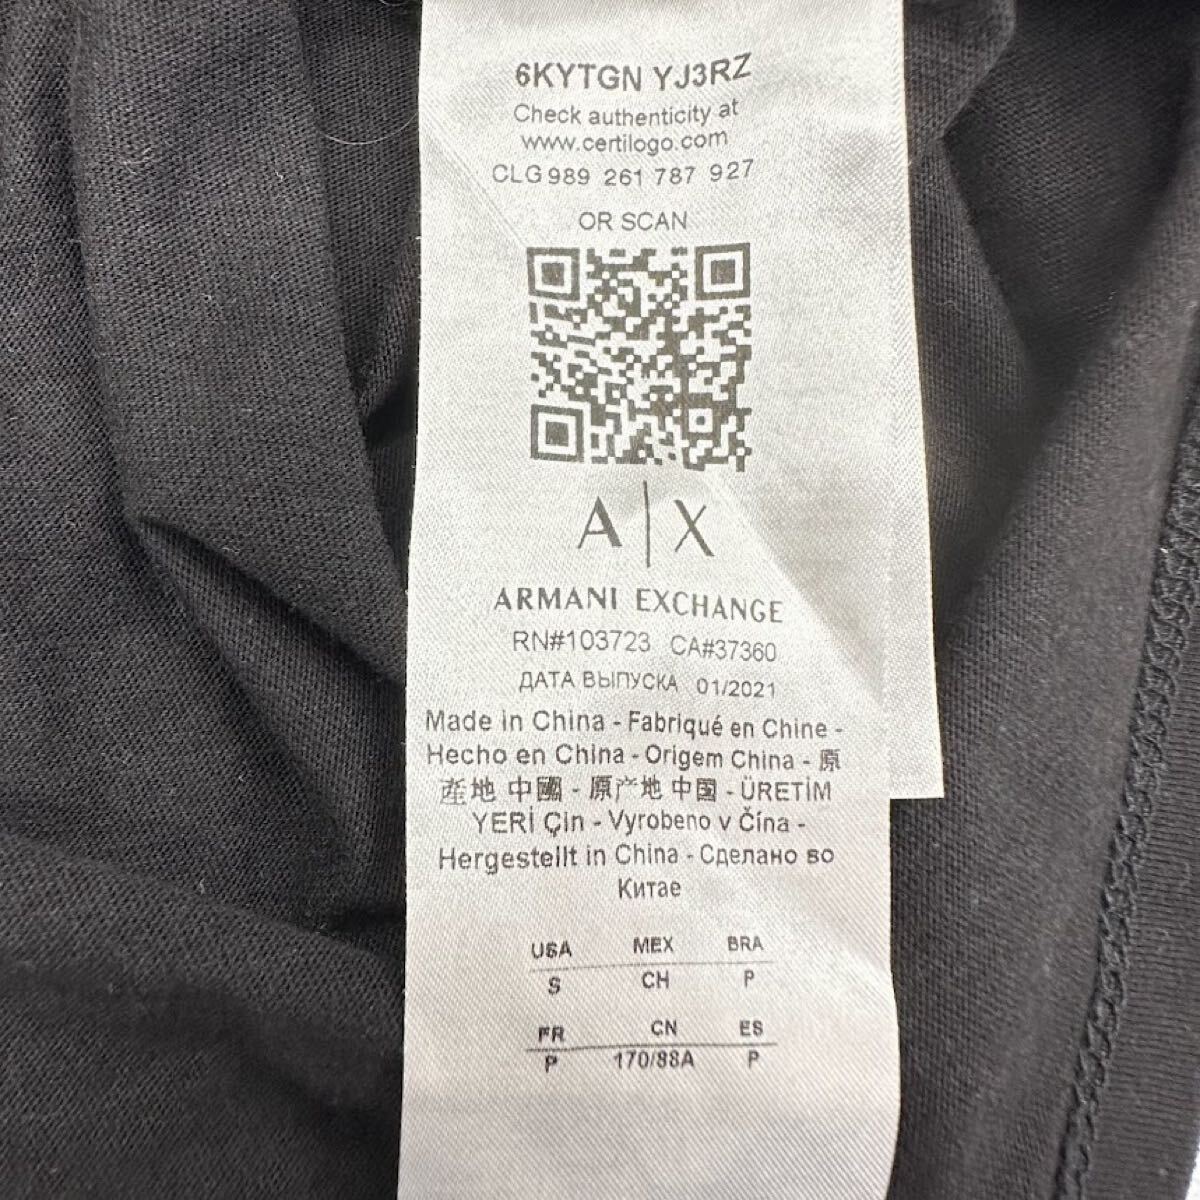 6KYTGN YJ3RZ
Check authenticity at
www.certilogo.com
CLG 989 261 787 927
OR SCAN
A|X
ARMANI EXCHANGE
RN#103723 CA#37360
ДАТА ВЫПУСКА 01/2021
Made in China - Fabriqué en Chine -
Hecho en China - Origem China - 原
產地 中國 - 原产地 中国 - ÜRETİM
YERİ Çin - Vyrobeno v Čína -
Hergestellt in China - Сделано во
Китае
USA MEX BRA
S CH P
FR CN ES
P 170/88A P